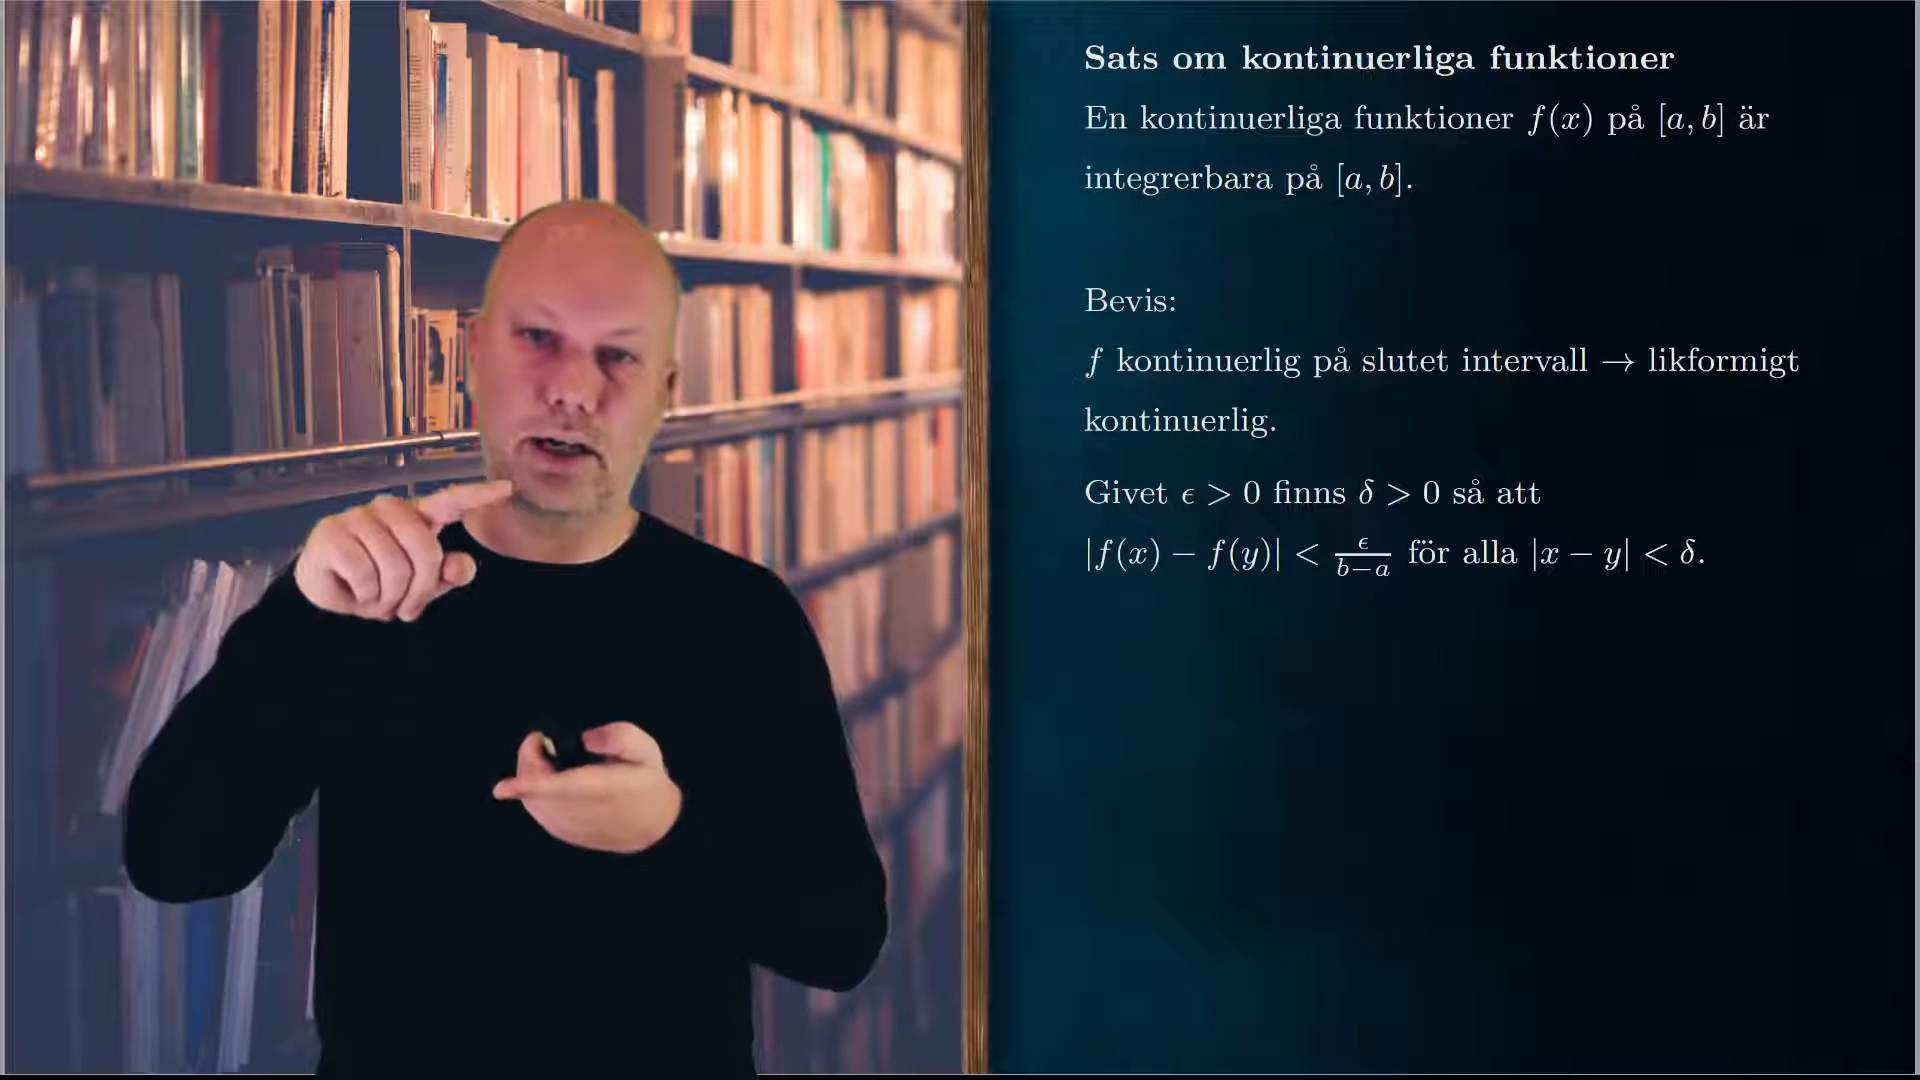 Sats om kontinuerliga funktioner
En kontinuerliga funktioner f(x) på [a, b] är
integrerbara på [a, b].
Bevis:
f kontinuerlig på slutet intervall → likformigt
kontinuerlig.
Givet ϵ > 0 finns δ > 0 så att
|f(x) − f(y)| < ϵ/(b−a) för alla |x − y| < δ.